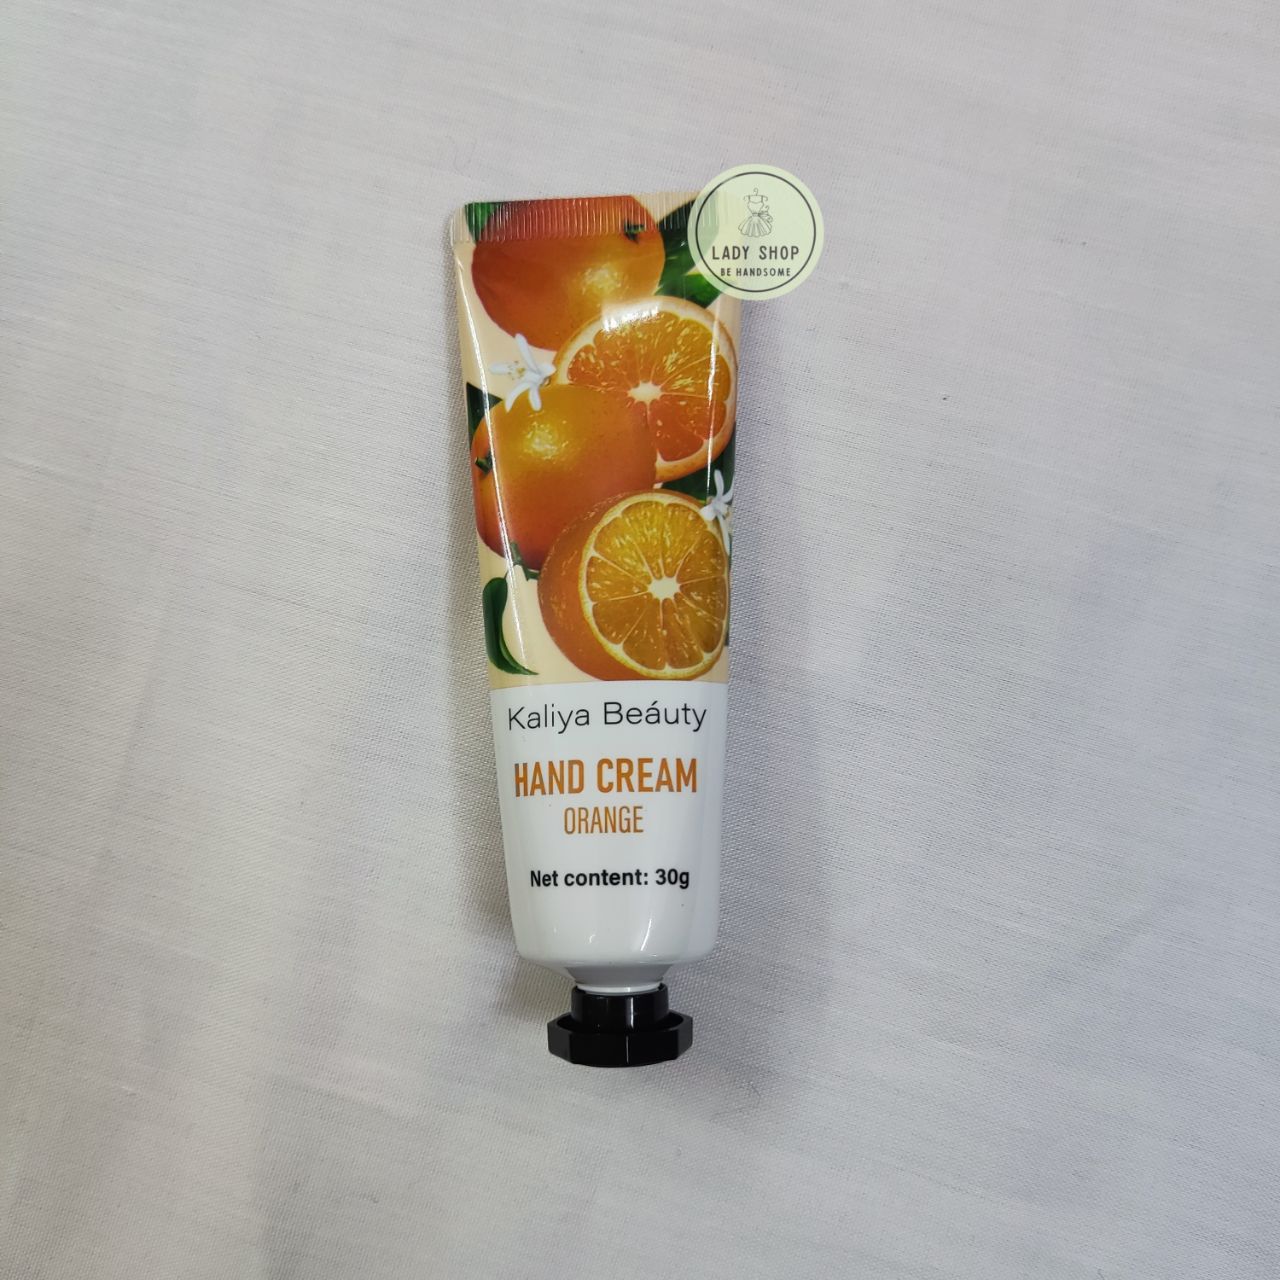 LADY SHOP
BE HANDSOME
Kaliya Beáuty
HAND CREAM
ORANGE
Net content: 30g